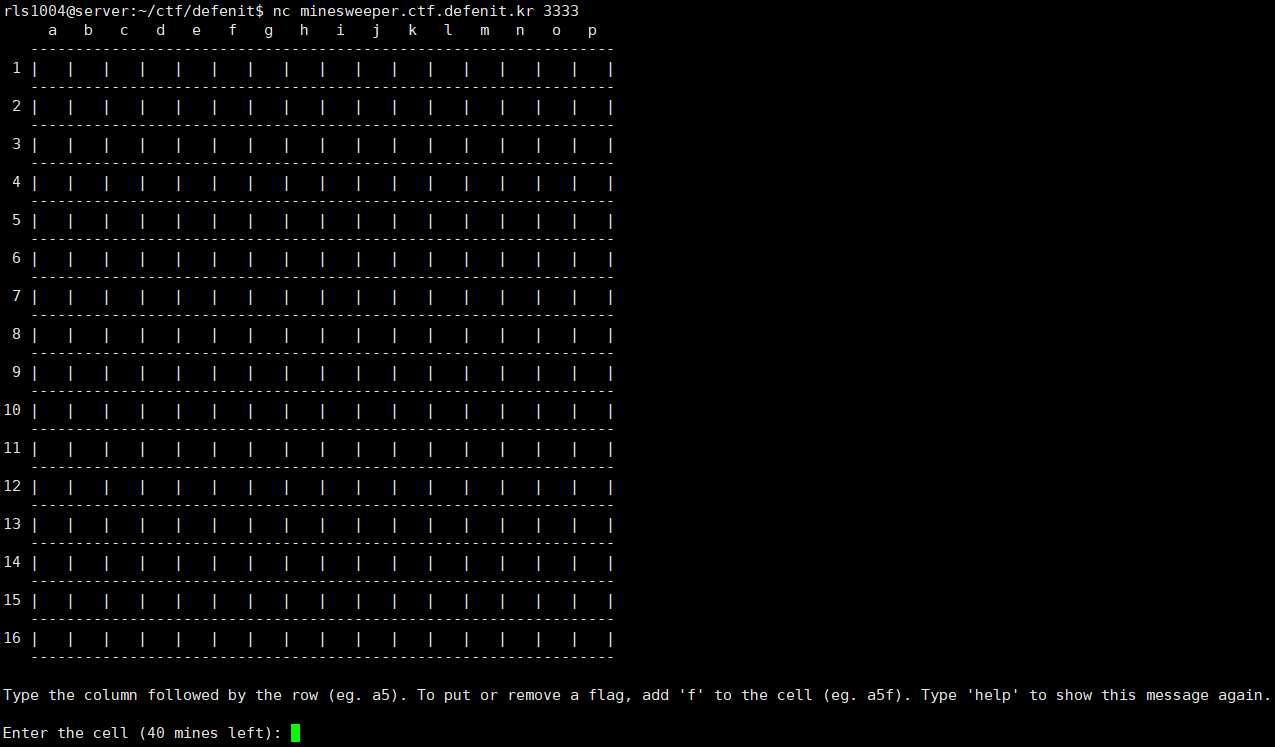 rls1004@server:~/ctf/defenit$ nc minesweeper.ctf.defenit.kr 3333
     a   b   c   d   e   f   g   h   i   j   k   l   m   n   o   p
   -----------------------------------------------------------------
 1 |   |   |   |   |   |   |   |   |   |   |   |   |   |   |   |   |
   -----------------------------------------------------------------
 2 |   |   |   |   |   |   |   |   |   |   |   |   |   |   |   |   |
   -----------------------------------------------------------------
 3 |   |   |   |   |   |   |   |   |   |   |   |   |   |   |   |   |
   -----------------------------------------------------------------
 4 |   |   |   |   |   |   |   |   |   |   |   |   |   |   |   |   |
   -----------------------------------------------------------------
 5 |   |   |   |   |   |   |   |   |   |   |   |   |   |   |   |   |
   -----------------------------------------------------------------
 6 |   |   |   |   |   |   |   |   |   |   |   |   |   |   |   |   |
   -----------------------------------------------------------------
 7 |   |   |   |   |   |   |   |   |   |   |   |   |   |   |   |   |
   -----------------------------------------------------------------
 8 |   |   |   |   |   |   |   |   |   |   |   |   |   |   |   |   |
   -----------------------------------------------------------------
 9 |   |   |   |   |   |   |   |   |   |   |   |   |   |   |   |   |
   -----------------------------------------------------------------
10 |   |   |   |   |   |   |   |   |   |   |   |   |   |   |   |   |
   -----------------------------------------------------------------
11 |   |   |   |   |   |   |   |   |   |   |   |   |   |   |   |   |
   -----------------------------------------------------------------
12 |   |   |   |   |   |   |   |   |   |   |   |   |   |   |   |   |
   -----------------------------------------------------------------
13 |   |   |   |   |   |   |   |   |   |   |   |   |   |   |   |   |
   -----------------------------------------------------------------
14 |   |   |   |   |   |   |   |   |   |   |   |   |   |   |   |   |
   -----------------------------------------------------------------
15 |   |   |   |   |   |   |   |   |   |   |   |   |   |   |   |   |
   -----------------------------------------------------------------
16 |   |   |   |   |   |   |   |   |   |   |   |   |   |   |   |   |
   -----------------------------------------------------------------
Type the column followed by the row (eg. a5). To put or remove a flag, add 'f' to the cell (eg. a5f). Type 'help' to show this message again.
Enter the cell (40 mines left):